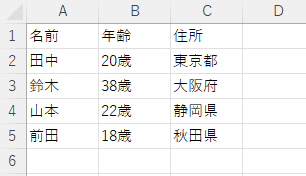 A B C D
1 名前 年齢 住所
2 田中 20歳 東京都
3 鈴木 38歳 大阪府
4 山本 22歳 静岡県
5 前田 18歳 秋田県
6